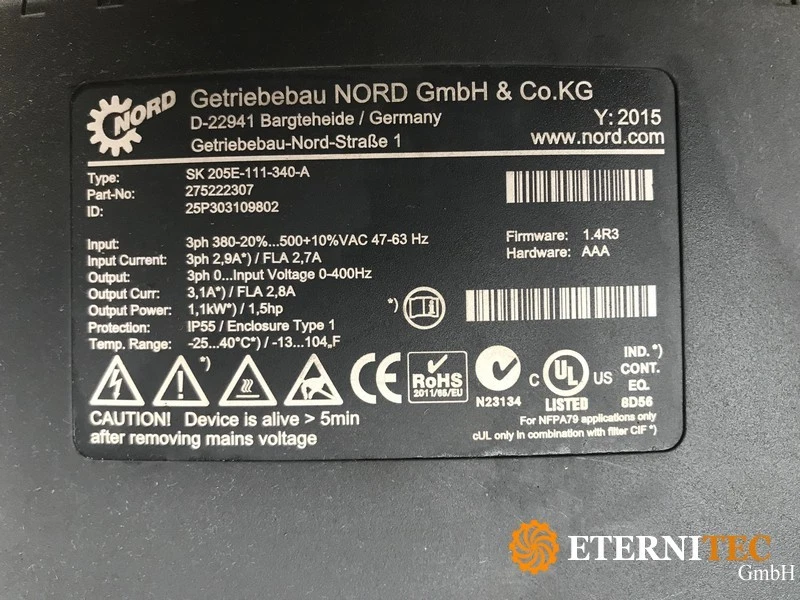 NORD
Getriebebau NORD GmbH & Co.KG
D-22941 Bargteheide / Germany
Y: 2015
Getriebebau-Nord-Straße 1
www.nord.com
Type: SK 205E-111-340-A
Part-No: 275222307
ID: 25P303109802
Input: 3ph 380-20%...500+10%VAC 47-63 Hz
Input Current: 3ph 2,9A*) / FLA 2,7A
Output: 3ph 0...Input Voltage 0-400Hz
Output Curr: 3,1A*) / FLA 2,8A
Output Power: 1,1kW*) / 1,5hp
Protection: IP55 / Enclosure Type 1
Temp. Range: -25...40°C*) / -13...104°F
Firmware: 1.4R3
Hardware: AAA
*)
*)
CE
RoHS
2011/65/EU
N23134
C UL US
LISTED
IND. *)
CONT.
EQ.
8D56
CAUTION! Device is alive > 5min
after removing mains voltage
For NFPA79 applications only
cUL only in combination with filter CIF *)
ETERNITEC
GmbH